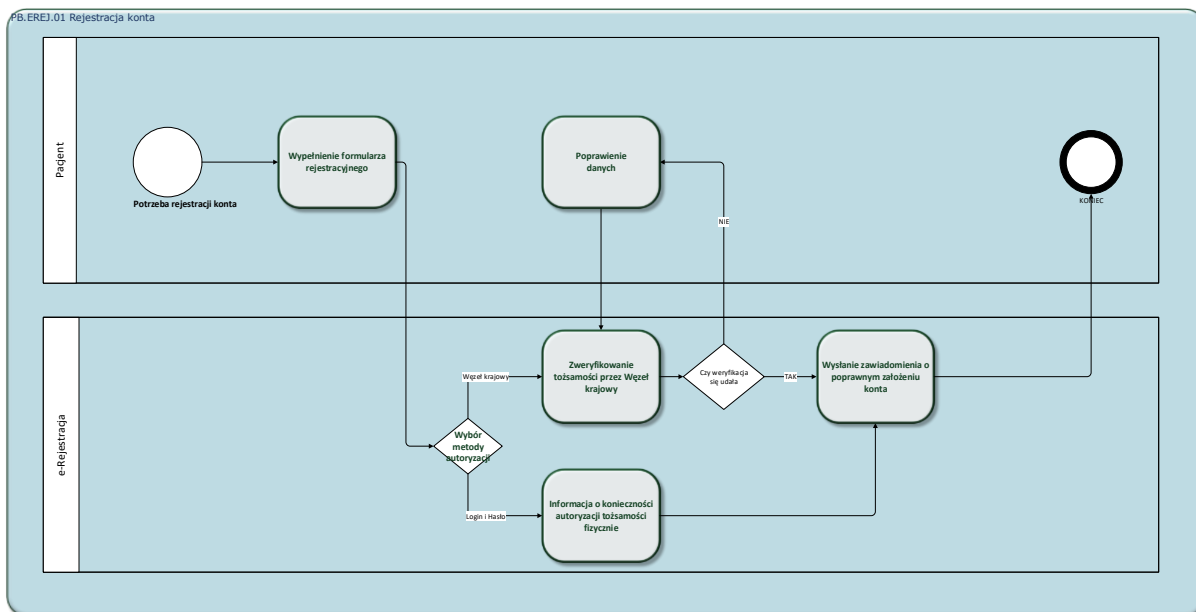 PB.EREJ.01 Rejestracja konta
Pacjent
Potrzeba rejestracji konta
Wypełnienie formularza
rejestracyjnego
Poprawienie
danych
NIE
KONIEC
e-Rejestracja
Wybór
metody
autoryzacji
Węzeł krajowy
Login i Hasło
Zweryfikowanie
tożsamości przez Węzeł
krajowy
Informacja o konieczności
autoryzacji tożsamości
fizycznie
Czy weryfikacja
się udała
TAK
Wysłanie zawiadomienia o
poprawnym założeniu
konta